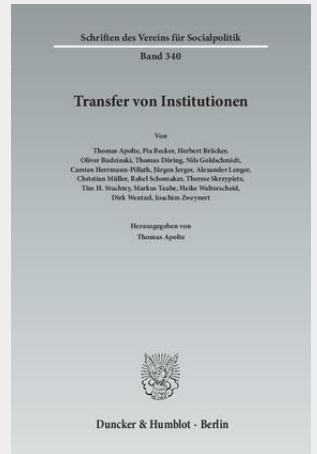 Schriften des Vereins für Socialpolitik
Band 340
Transfer von Institutionen
Von
Thomas Apolte, Pia Becker, Herbert Brücker,
Oliver Budzinski, Thomas Döring, Nils Goldschmidt,
Carsten Herrmann-Pillath, Jürgen Jerger, Alexander Lenger,
Christian Müller, Rahel Schomaker, Therese Skrzypietz,
Tim H. Stuchtey, Markus Taube, Heike Walterscheid,
Dirk Wentzel, Joachim Zweynert
Herausgegeben von
Thomas Apolte
Duncker & Humblot · Berlin